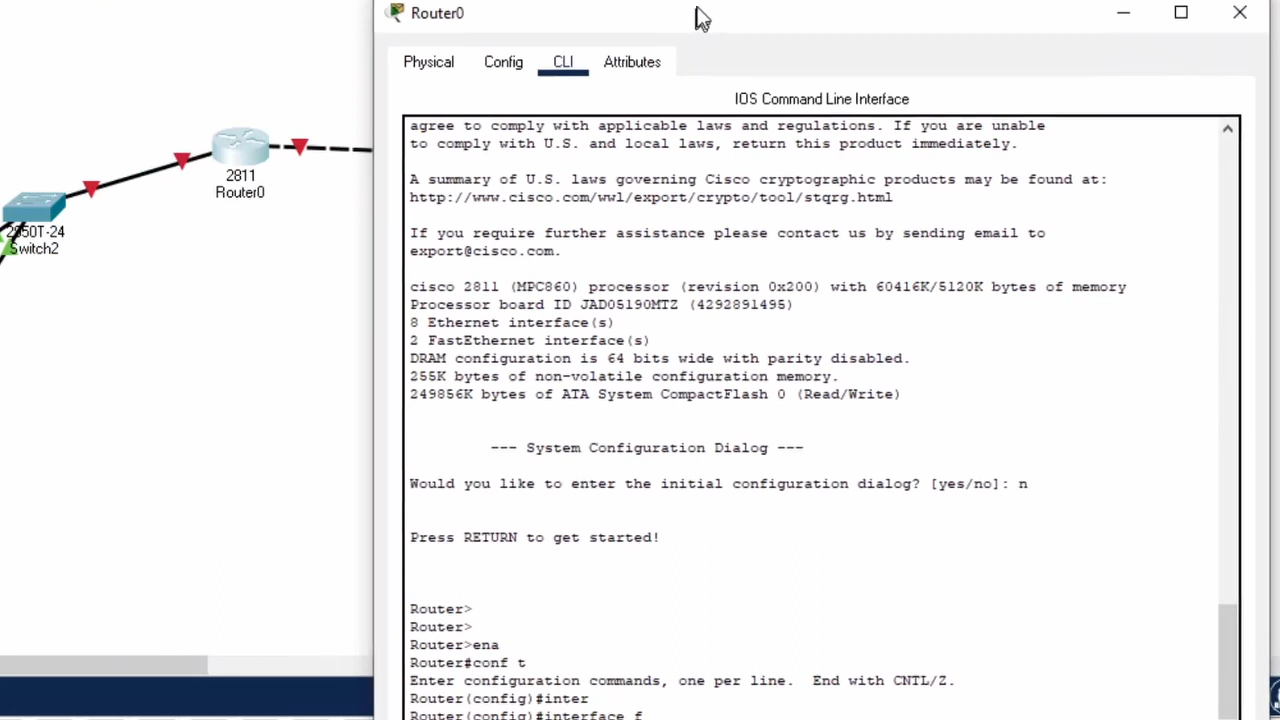 Router0
Physical
Config
CLI
Attributes
IOS Command Line Interface
agree to comply with applicable laws and regulations. If you are unable
to comply with U.S. and local laws, return this product immediately.
A summary of U.S. laws governing Cisco cryptographic products may be found at:
http://www.cisco.com/wwl/export/crypto/tool/stqrg.html
If you require further assistance please contact us by sending email to
export@cisco.com.
cisco 2811 (MPC860) processor (revision 0x200) with 60416K/5120K bytes of memory
Processor board ID JAD05190MTZ (4292891495)
8 Ethernet interface(s)
2 FastEthernet interface(s)
DRAM configuration is 64 bits wide with parity disabled.
255K bytes of non-volatile configuration memory.
249856K bytes of ATA System CompactFlash 0 (Read/Write)
--- System Configuration Dialog ---
Would you like to enter the initial configuration dialog? [yes/no]: n
Press RETURN to get started!
Router>
Router>
Router>ena
Router#conf t
Enter configuration commands, one per line.  End with CNTL/Z.
Router(config)#inter
Router(config)#interface f
2811
Router0
2950T-24
Switch2